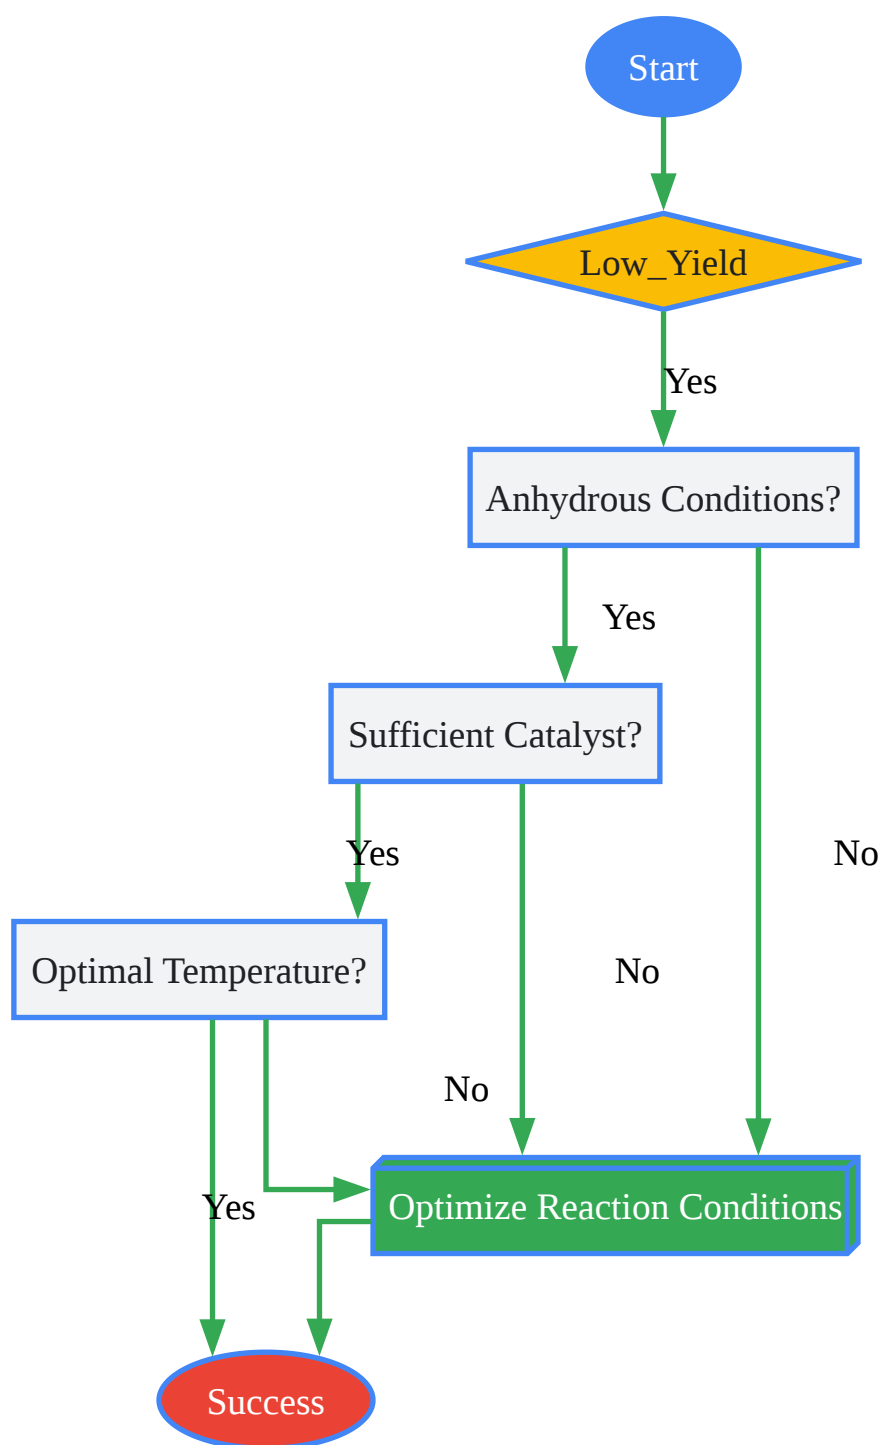 Start
Low_Yield
Yes
Anhydrous Conditions?
Yes
Sufficient Catalyst?
Yes
No
Optimal Temperature?
No
No
Yes
Optimize Reaction Conditions
Success